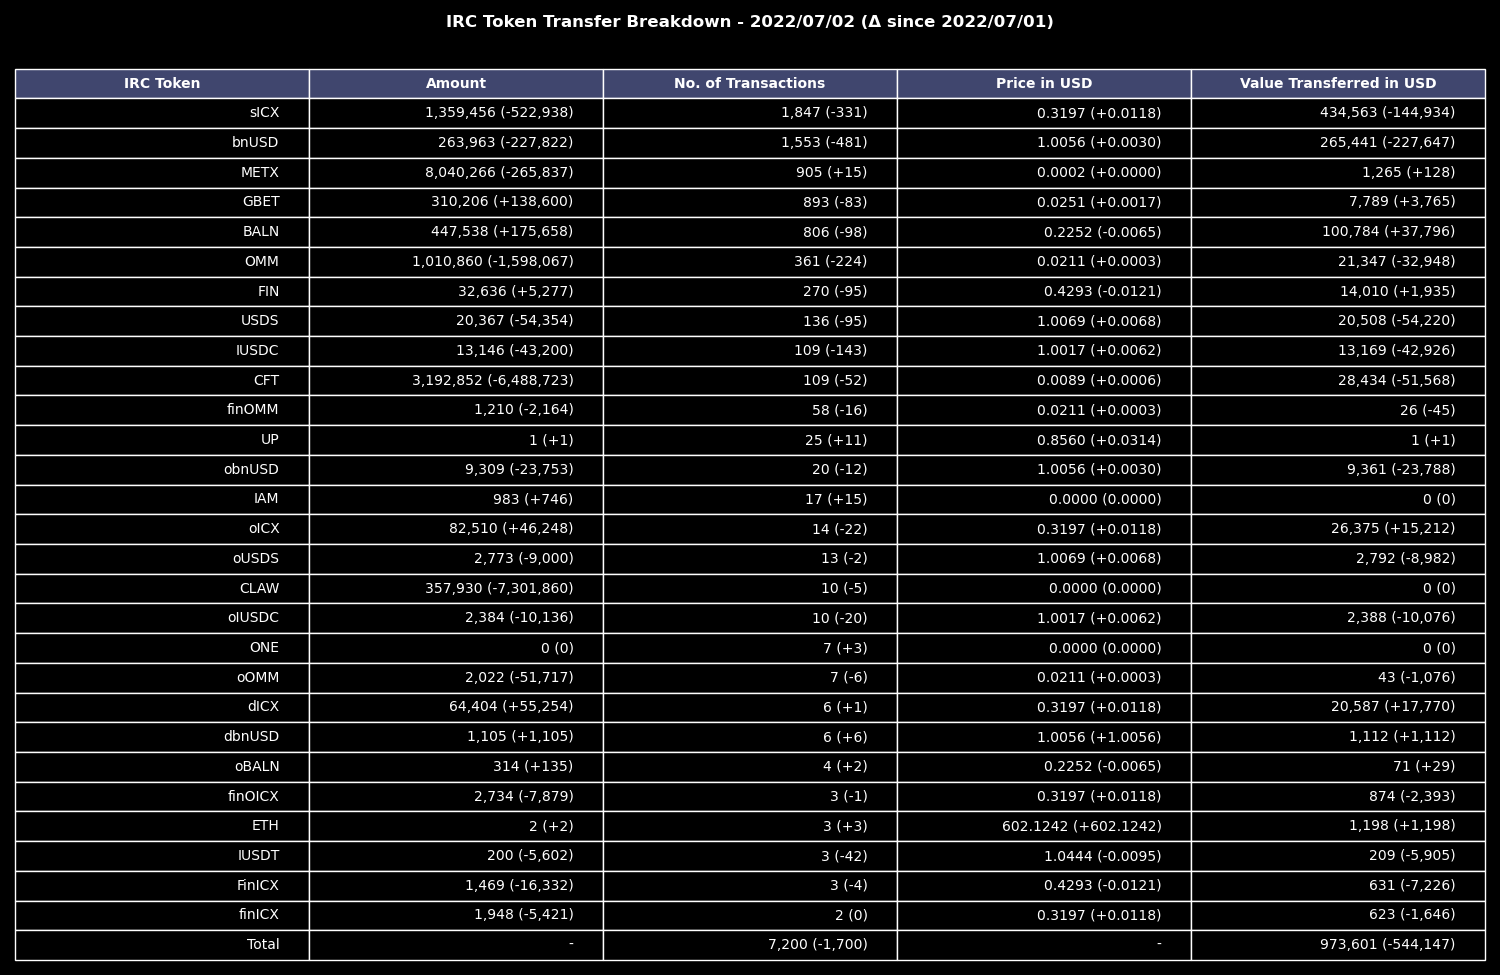 IRC Token Transfer Breakdown - 2022/07/02 (Δ since 2022/07/01)
IRC Token Amount No. of Transactions Price in USD Value Transferred in USD
sICX 1,359,456 (-522,938) 1,847 (-331) 0.3197 (+0.0118) 434,563 (-144,934)
bnUSD 263,963 (-227,822) 1,553 (-481) 1.0056 (+0.0030) 265,441 (-227,647)
METX 8,040,266 (-265,837) 905 (+15) 0.0002 (+0.0000) 1,265 (+128)
GBET 310,206 (+138,600) 893 (-83) 0.0251 (+0.0017) 7,789 (+3,765)
BALN 447,538 (+175,658) 806 (-98) 0.2252 (-0.0065) 100,784 (+37,796)
OMM 1,010,860 (-1,598,067) 361 (-224) 0.0211 (+0.0003) 21,347 (-32,948)
FIN 32,636 (+5,277) 270 (-95) 0.4293 (-0.0121) 14,010 (+1,935)
USDS 20,367 (-54,354) 136 (-95) 1.0069 (+0.0068) 20,508 (-54,220)
IUSDC 13,146 (-43,200) 109 (-143) 1.0017 (+0.0062) 13,169 (-42,926)
CFT 3,192,852 (-6,488,723) 109 (-52) 0.0089 (+0.0006) 28,434 (-51,568)
finOMM 1,210 (-2,164) 58 (-16) 0.0211 (+0.0003) 26 (-45)
UP 1 (+1) 25 (+11) 0.8560 (+0.0314) 1 (+1)
obnUSD 9,309 (-23,753) 20 (-12) 1.0056 (+0.0030) 9,361 (-23,788)
IAM 983 (+746) 17 (+15) 0.0000 (0.0000) 0 (0)
oICX 82,510 (+46,248) 14 (-22) 0.3197 (+0.0118) 26,375 (+15,212)
oUSDS 2,773 (-9,000) 13 (-2) 1.0069 (+0.0068) 2,792 (-8,982)
CLAW 357,930 (-7,301,860) 10 (-5) 0.0000 (0.0000) 0 (0)
oIUSDC 2,384 (-10,136) 10 (-20) 1.0017 (+0.0062) 2,388 (-10,076)
ONE 0 (0) 7 (+3) 0.0000 (0.0000) 0 (0)
oOMM 2,022 (-51,717) 7 (-6) 0.0211 (+0.0003) 43 (-1,076)
dICX 64,404 (+55,254) 6 (+1) 0.3197 (+0.0118) 20,587 (+17,770)
dbnUSD 1,105 (+1,105) 6 (+6) 1.0056 (+1.0056) 1,112 (+1,112)
oBALN 314 (+135) 4 (+2) 0.2252 (-0.0065) 71 (+29)
finOICX 2,734 (-7,879) 3 (-1) 0.3197 (+0.0118) 874 (-2,393)
ETH 2 (+2) 3 (+3) 602.1242 (+602.1242) 1,198 (+1,198)
IUSDT 200 (-5,602) 3 (-42) 1.0444 (-0.0095) 209 (-5,905)
FinICX 1,469 (-16,332) 3 (-4) 0.4293 (-0.0121) 631 (-7,226)
finICX 1,948 (-5,421) 2 (0) 0.3197 (+0.0118) 623 (-1,646)
Total - 7,200 (-1,700) - 973,601 (-544,147)